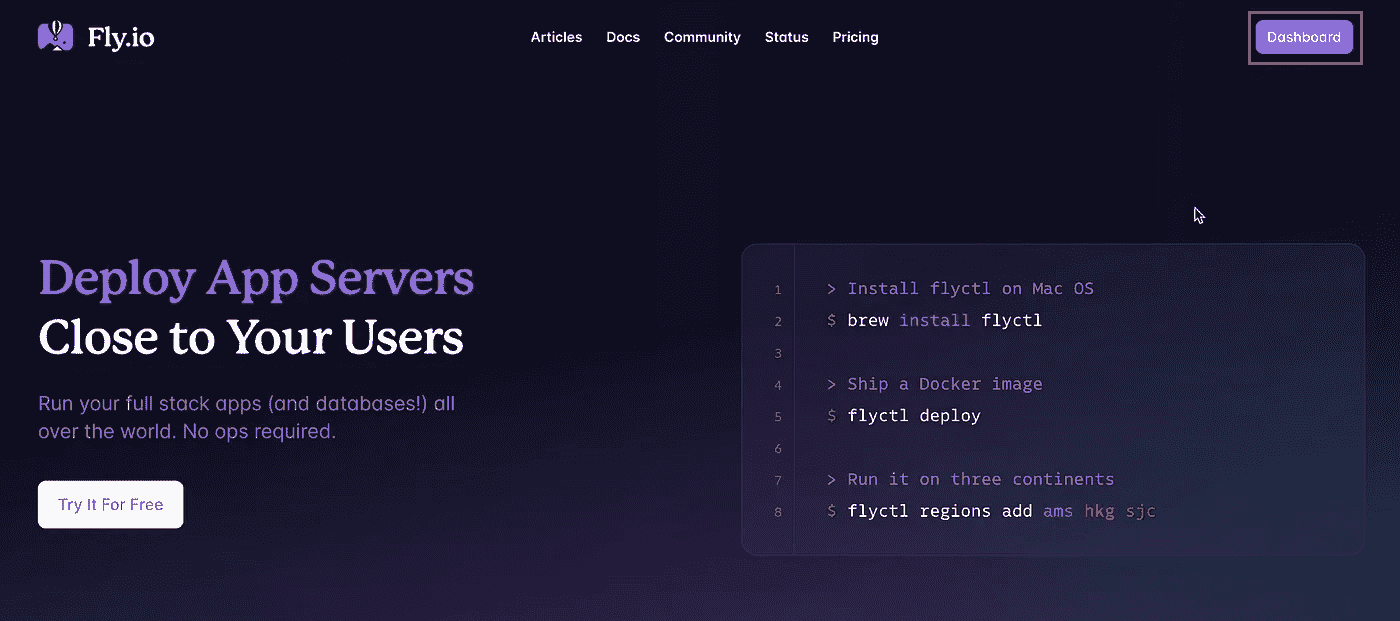 Fly.io
Articles Docs Community Status Pricing
Dashboard
Deploy App Servers
Close to Your Users
Run your full stack apps (and databases!) all
over the world. No ops required.
Try It For Free
1 > Install flyctl on Mac OS
2 $ brew install flyctl
3
4 > Ship a Docker image
5 $ flyctl deploy
6
7 > Run it on three continents
8 $ flyctl regions add ams hkg sjc